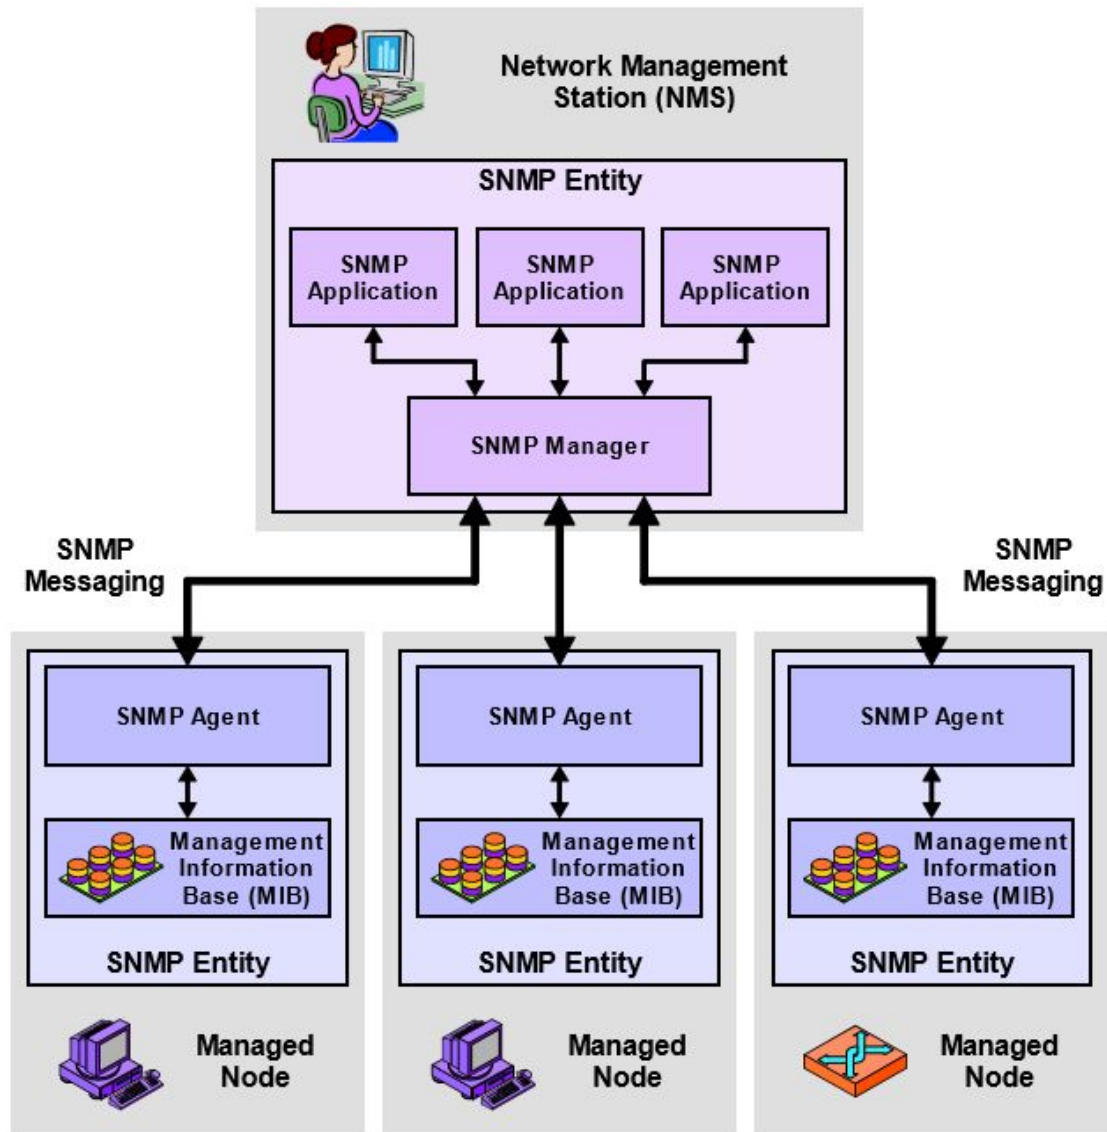 Network Management
Station (NMS)
SNMP Entity
SNMP
Application
SNMP
Application
SNMP
Application
SNMP Manager
SNMP
Messaging
SNMP
Messaging
SNMP Agent
Management
Information
Base (MIB)
SNMP Entity
Managed
Node
SNMP Agent
Management
Information
Base (MIB)
SNMP Entity
Managed
Node
SNMP Agent
Management
Information
Base (MIB)
SNMP Entity
Managed
Node